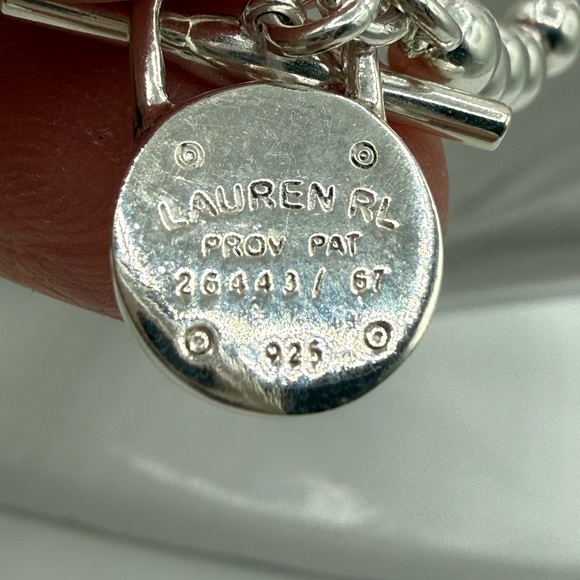 LAUREN RL
PROV PAT
26443/ 67
925